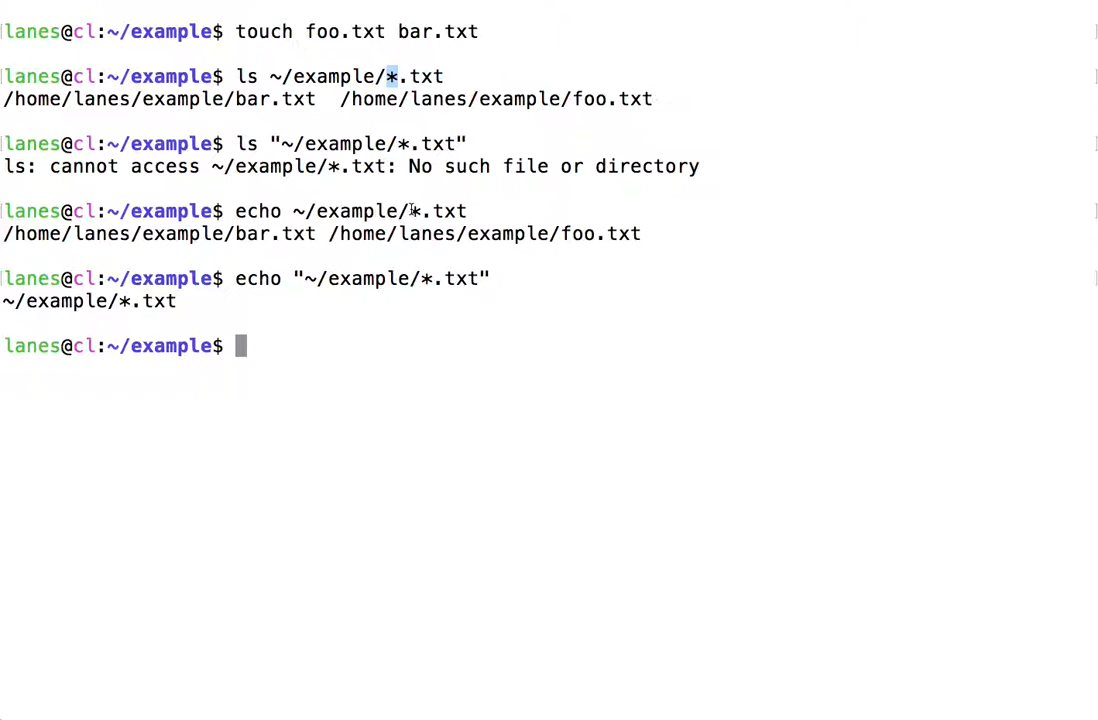 lanes@cl:~/example$ touch foo.txt bar.txt
lanes@cl:~/example$ ls ~/example/*.txt
/home/lanes/example/bar.txt  /home/lanes/example/foo.txt
lanes@cl:~/example$ ls "~/example/*.txt"
ls: cannot access ~/example/*.txt: No such file or directory
lanes@cl:~/example$ echo ~/example/*.txt
/home/lanes/example/bar.txt /home/lanes/example/foo.txt
lanes@cl:~/example$ echo "~/example/*.txt"
~/example/*.txt
lanes@cl:~/example$